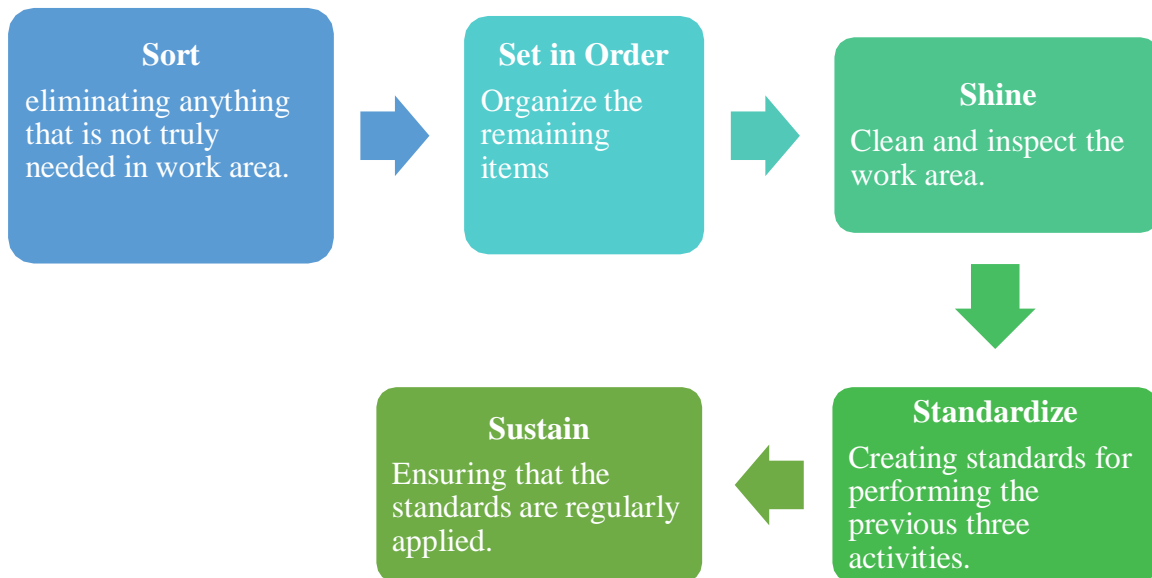 Sort
eliminating anything
that is not truly
needed in work area.
Set in Order
Organize the
remaining
items
Shine
Clean and inspect the
work area.
Standardize
Creating standards for
performing the
previous three
activities.
Sustain
Ensuring that the
standards are regularly
applied.